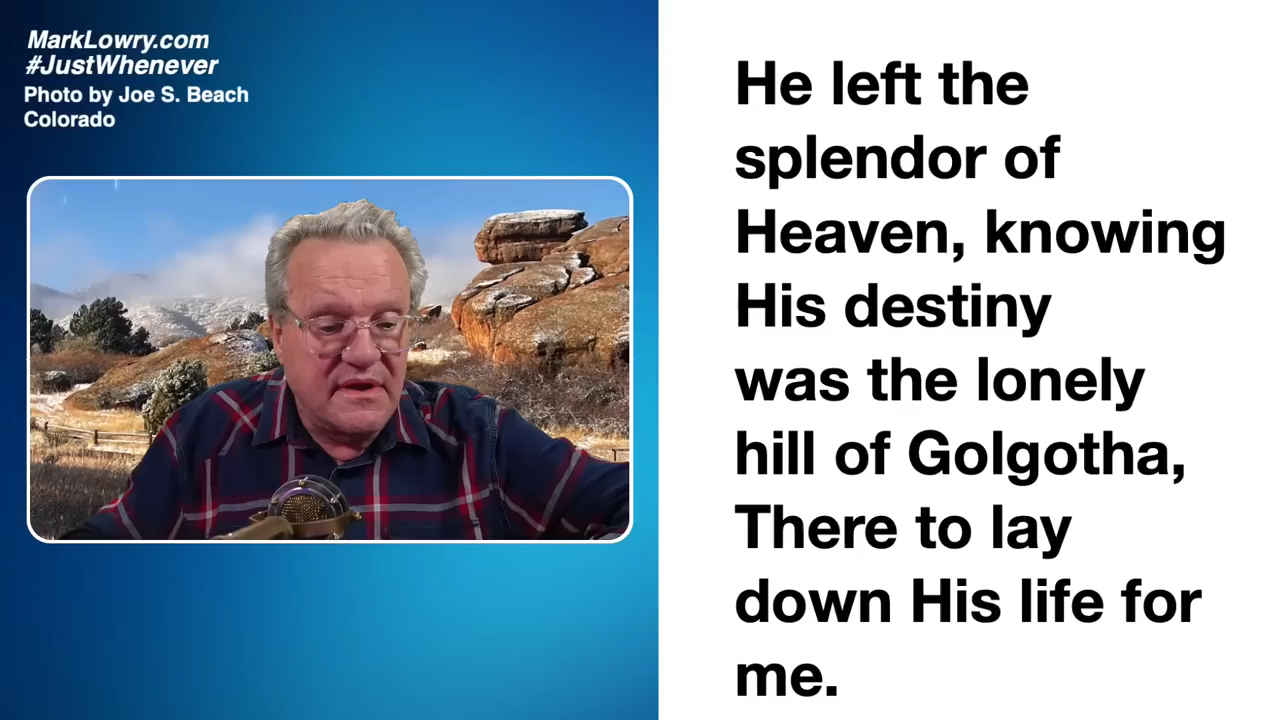 MarkLowry.com
#JustWhenever
Photo by Joe S. Beach
Colorado
He left the
splendor of
Heaven, knowing
His destiny
was the lonely
hill of Golgotha,
There to lay
down His life for
me.